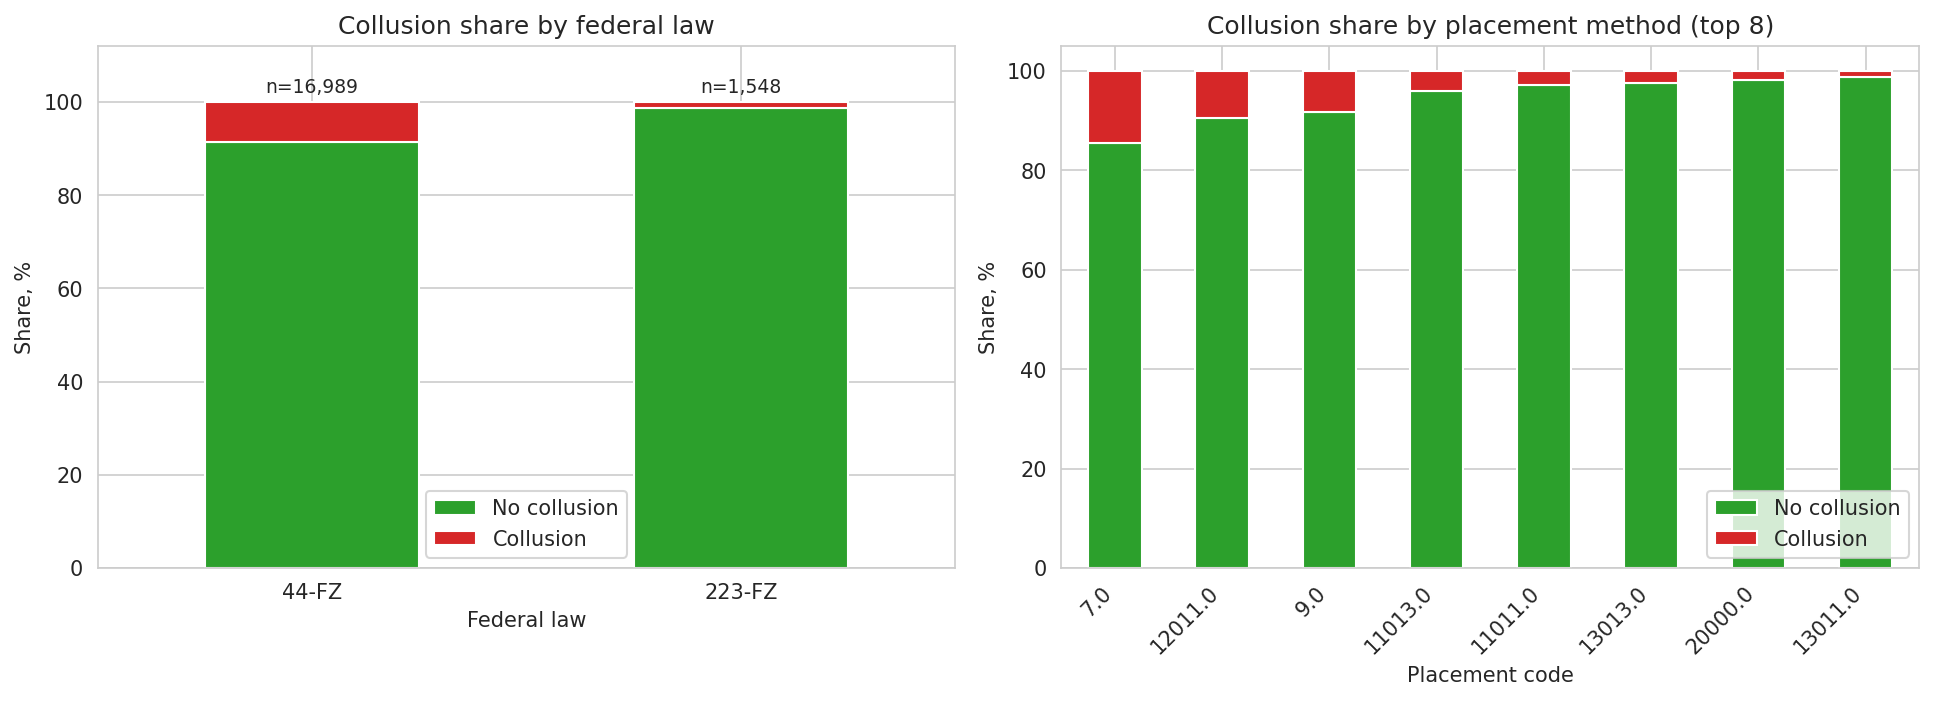 Collusion share by federal law
n=16,989
n=1,548
100
80
60
40
20
0
Share, %
No collusion
Collusion
44-FZ
223-FZ
Federal law
Collusion share by placement method (top 8)
100
80
60
40
20
0
Share, %
No collusion
Collusion
7.0
12011.0
9.0
11013.0
11011.0
13013.0
20000.0
13011.0
Placement code